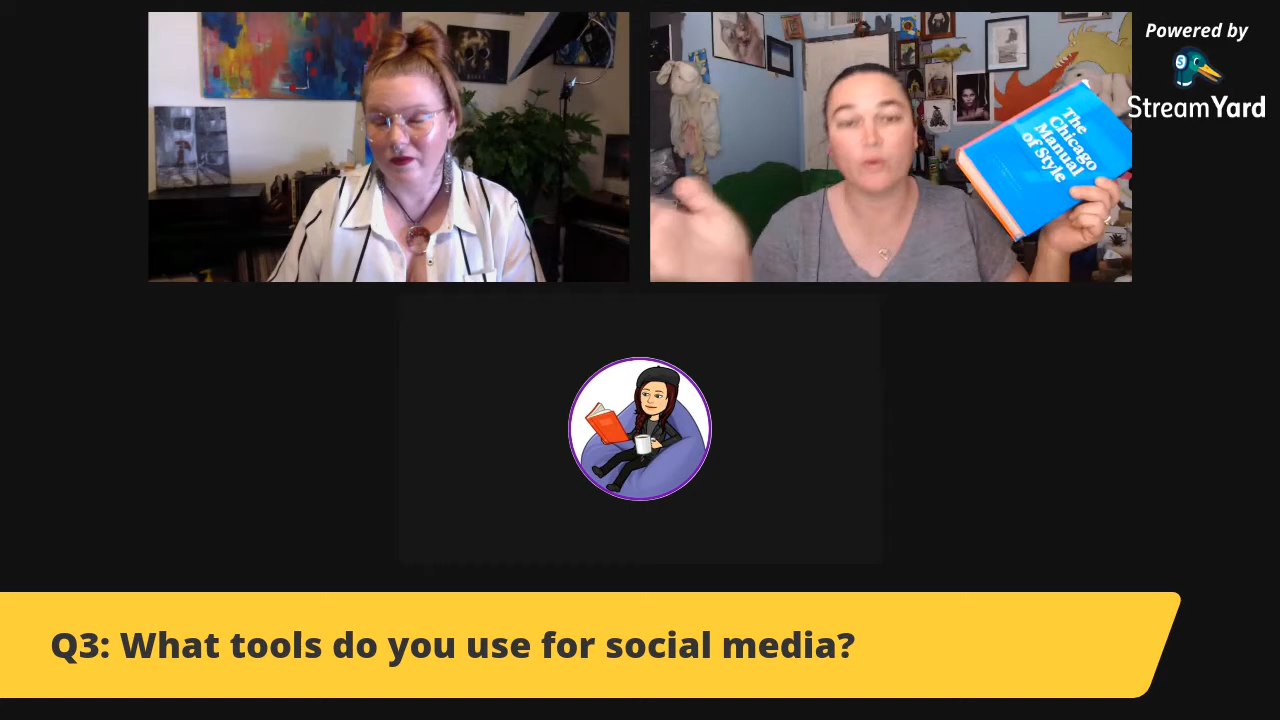 Powered by
StreamYard
The
Chicago
Manual
of Style
Q3: What tools do you use for social media?